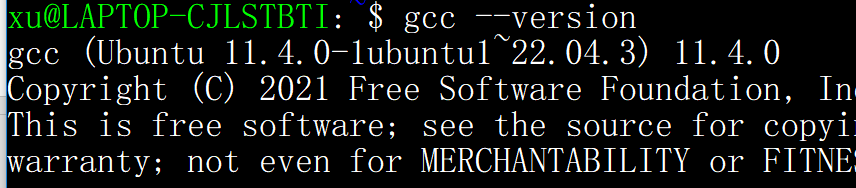 xu@LAPTOP-CJLSTBTI: $ gcc --version
gcc (Ubuntu 11.4.0-1ubuntu1~22.04.3) 11.4.0
Copyright (C) 2021 Free Software Foundation, In
This is free software; see the source for copyi
warranty; not even for MERCHANTABILITY or FITNE